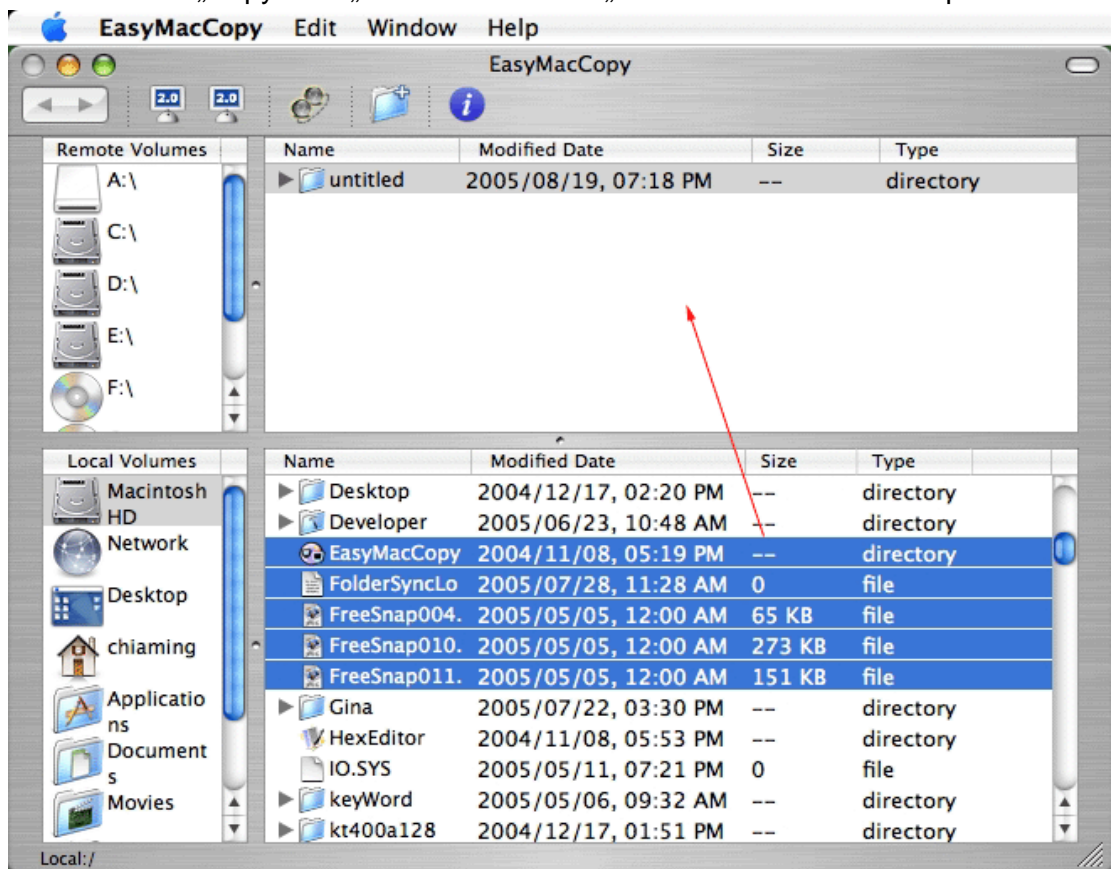 EasyMacCopy Edit Window Help
EasyMacCopy
2.0 2.0 i
Remote Volumes
A:\
C:\
D:\
E:\
F:\
Name Modified Date Size Type
untitled 2005/08/19, 07:18 PM -- directory
Local Volumes
Macintosh
HD
Network
Desktop
chiaming
Applicatio
ns
Document
s
Movies
Name Modified Date Size Type
Desktop 2004/12/17, 02:20 PM -- directory
Developer 2005/06/23, 10:48 AM -- directory
EasyMacCopy 2004/11/08, 05:19 PM -- directory
FolderSyncLo 2005/07/28, 11:28 AM 0 file
FreeSnap004. 2005/05/05, 12:00 AM 65 KB file
FreeSnap010. 2005/05/05, 12:00 AM 273 KB file
FreeSnap011. 2005/05/05, 12:00 AM 151 KB file
Gina 2005/07/22, 03:30 PM -- directory
HexEditor 2004/11/08, 05:53 PM -- directory
IO.SYS 2005/05/11, 07:21 PM 0 file
keyWord 2005/05/06, 09:32 AM -- directory
kt400a128 2004/12/17, 01:51 PM -- directory
Local:/